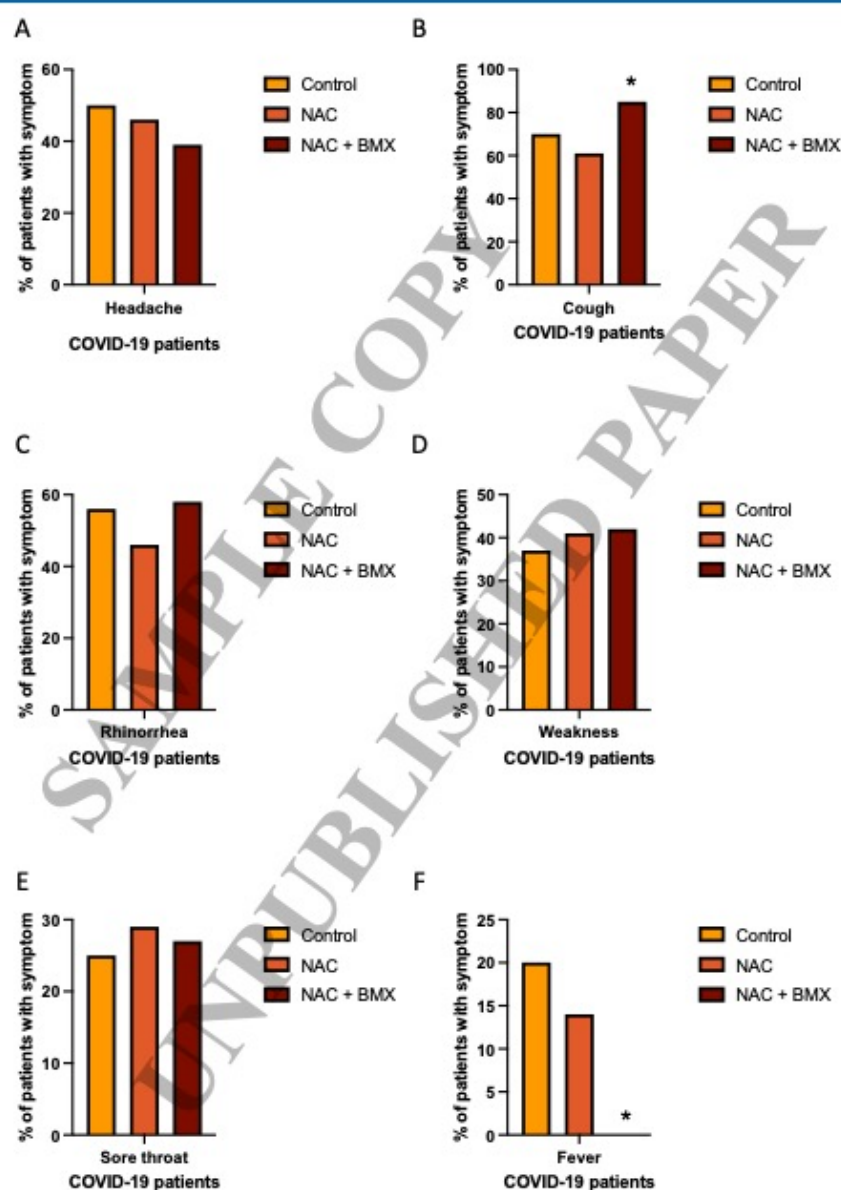 A
% of patients with symptom
60
40
20
0
Headache
COVID-19 patients
Control
NAC
NAC + BMX
B
% of patients with symptom
100
80
60
40
20
0
*
Cough
COVID-19 patients
Control
NAC
NAC + BMX
C
% of patients with symptom
60
40
20
0
Rhinorrhea
COVID-19 patients
Control
NAC
NAC + BMX
D
% of patients with symptom
50
40
30
20
10
0
Weakness
COVID-19 patients
Control
NAC
NAC + BMX
E
% of patients with symptom
30
20
10
0
Sore throat
COVID-19 patients
Control
NAC
NAC + BMX
F
% of patients with symptom
25
20
15
10
5
0
*
Fever
COVID-19 patients
Control
NAC
NAC + BMX
SAMPLE COPY
UNPUBLISHED PAPER